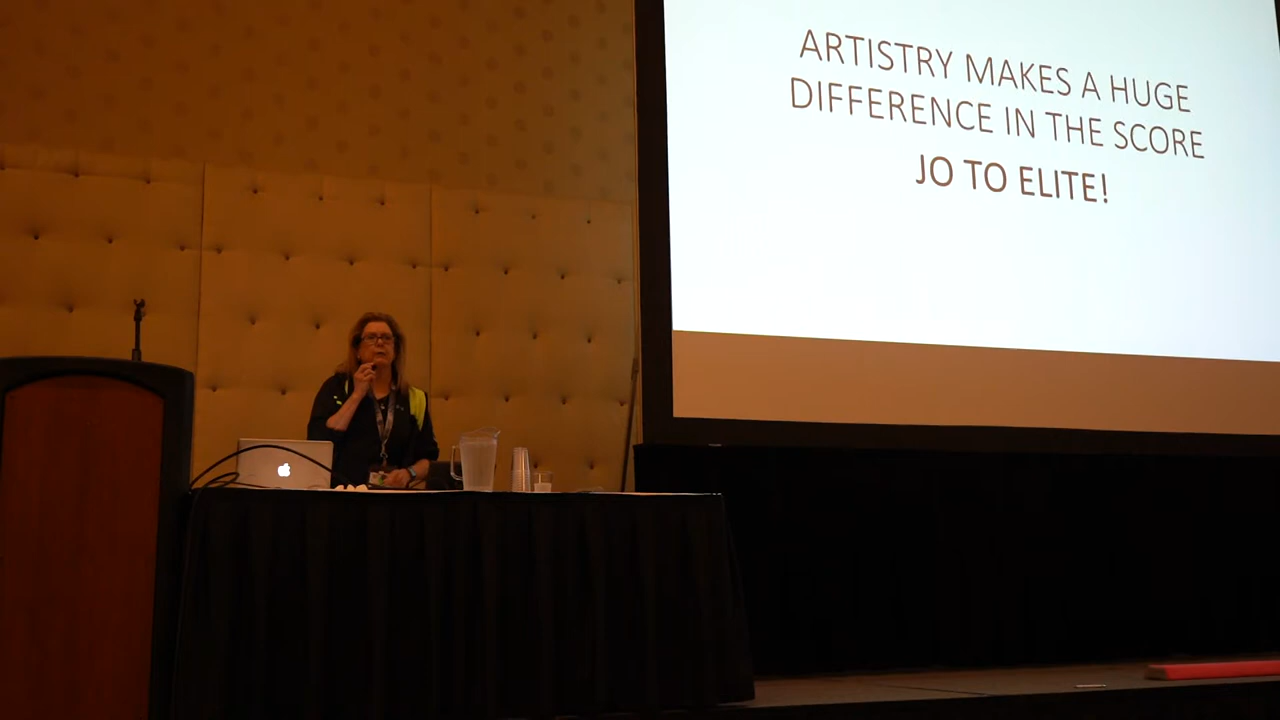 ARTISTRY MAKES A HUGE
DIFFERENCE IN THE SCORE
JO TO ELITE!